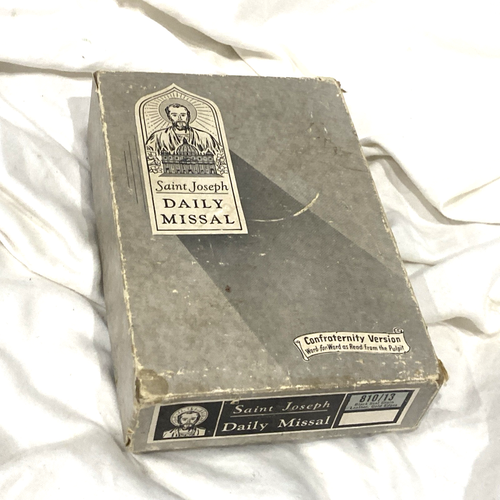 Saint Joseph
DAILY
MISSAL
Confraternity Version
Word-for-Word as Read from the Pulpit
Saint Joseph
Daily Missal
810/13